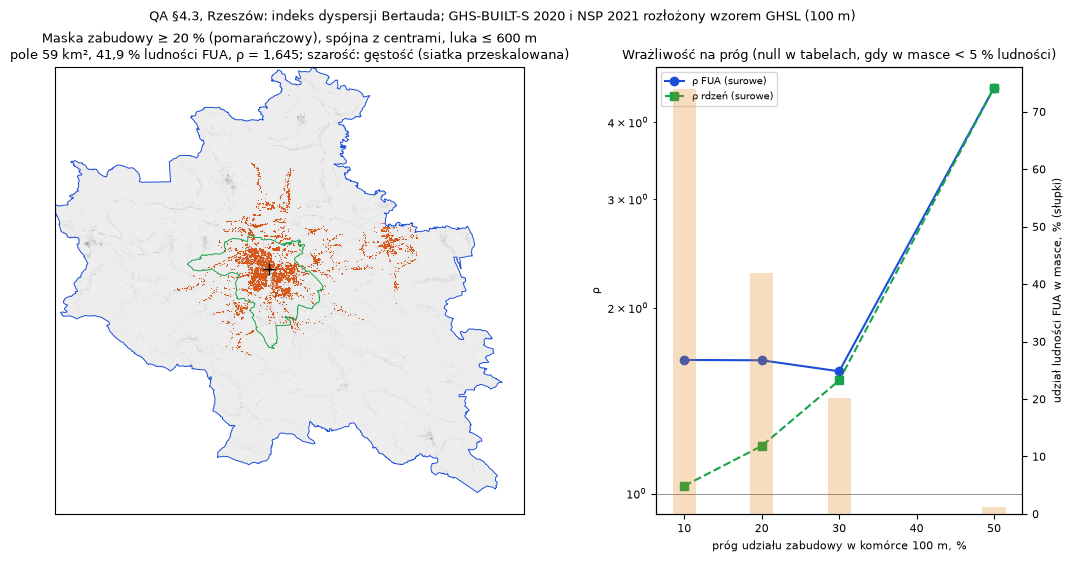 QA §4.3, Rzeszów: indeks dyspersji Bertauda; GHS-BUILT-S 2020 i NSP 2021 rozłożony wzorem GHSL (100 m)
Maska zabudowy ≥ 20 % (pomarańczowy), spójna z centrami, luka ≤ 600 m
pole 59 km², 41,9 % ludności FUA, ρ = 1,645; szarość: gęstość (siatka przeskalowana)
Wrażliwość na próg (null w tabelach, gdy w masce < 5 % ludności)
ρ FUA (surowe)
ρ rdzeń (surowe)
4 × 10⁰
3 × 10⁰
2 × 10⁰
10⁰
ρ
70
60
50
40
30
20
10
0
udział ludności FUA w masce, % (słupki)
10 20 30 40 50
próg udziału zabudowy w komórce 100 m, %